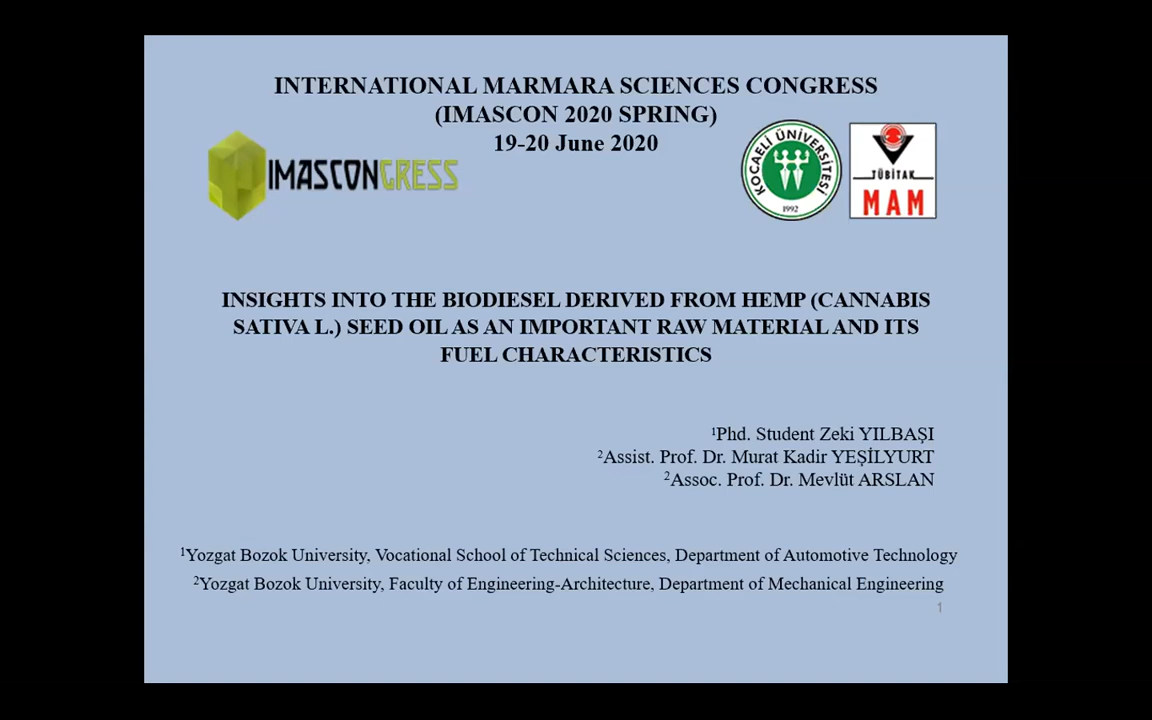 INTERNATIONAL MARMARA SCIENCES CONGRESS
(IMASCON 2020 SPRING)
19-20 June 2020
IMASCONGRESS
KOCAELİ ÜNİVERSİTESİ
1992
TÜBİTAK
MAM
INSIGHTS INTO THE BIODIESEL DERIVED FROM HEMP (CANNABIS
SATIVA L.) SEED OIL AS AN IMPORTANT RAW MATERIAL AND ITS
FUEL CHARACTERISTICS
¹Phd. Student Zeki YILBAŞI
²Assist. Prof. Dr. Murat Kadir YEŞİLYURT
²Assoc. Prof. Dr. Mevlüt ARSLAN
¹Yozgat Bozok University, Vocational School of Technical Sciences, Department of Automotive Technology
²Yozgat Bozok University, Faculty of Engineering-Architecture, Department of Mechanical Engineering
1